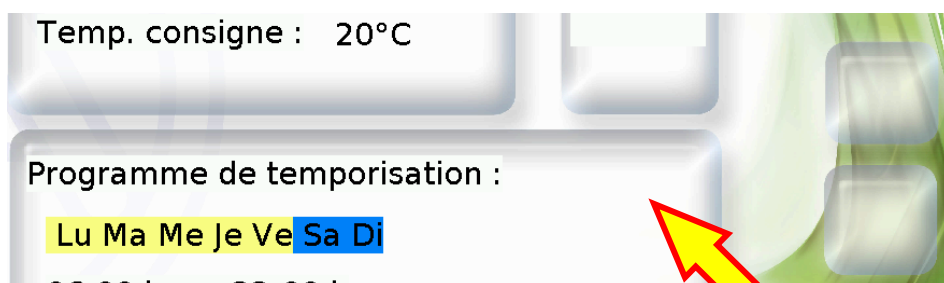 Temp. consigne : 20°C
Programme de temporisation :
Lu Ma Me Je Ve Sa Di